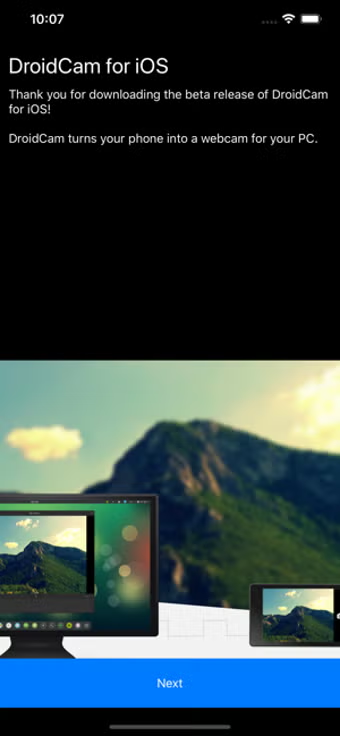 10:07
DroidCam for iOS
Thank you for downloading the beta release of DroidCam
for iOS!
DroidCam turns your phone into a webcam for your PC.
Next